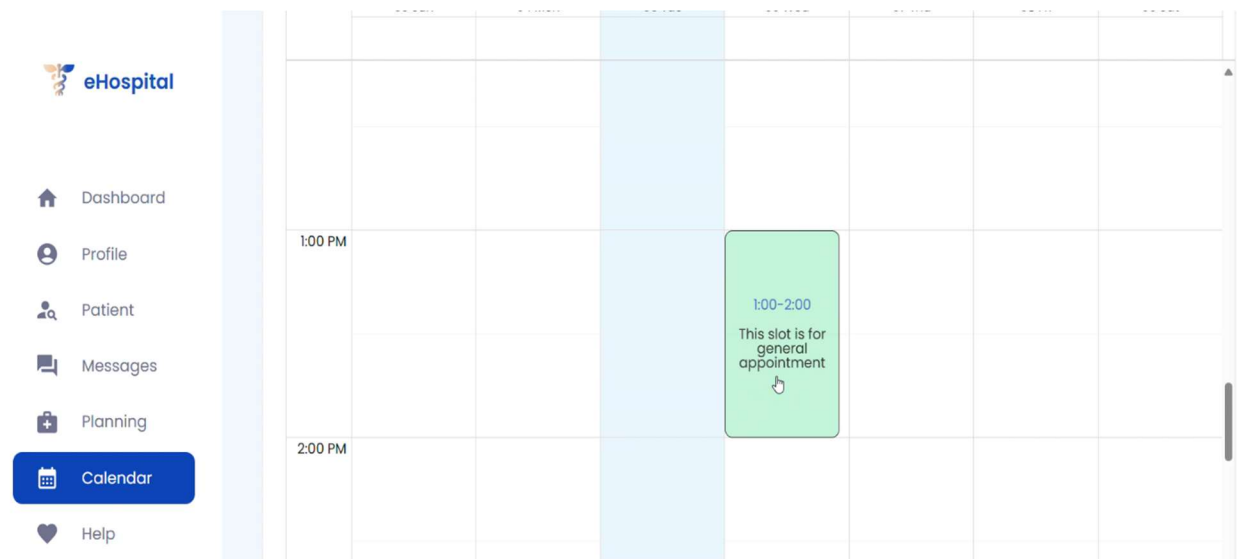 eHospital
Dashboard
Profile
Patient
Messages
Planning
Calendar
Help
1:00 PM
1:00-2:00
This slot is for
general
appointment
2:00 PM